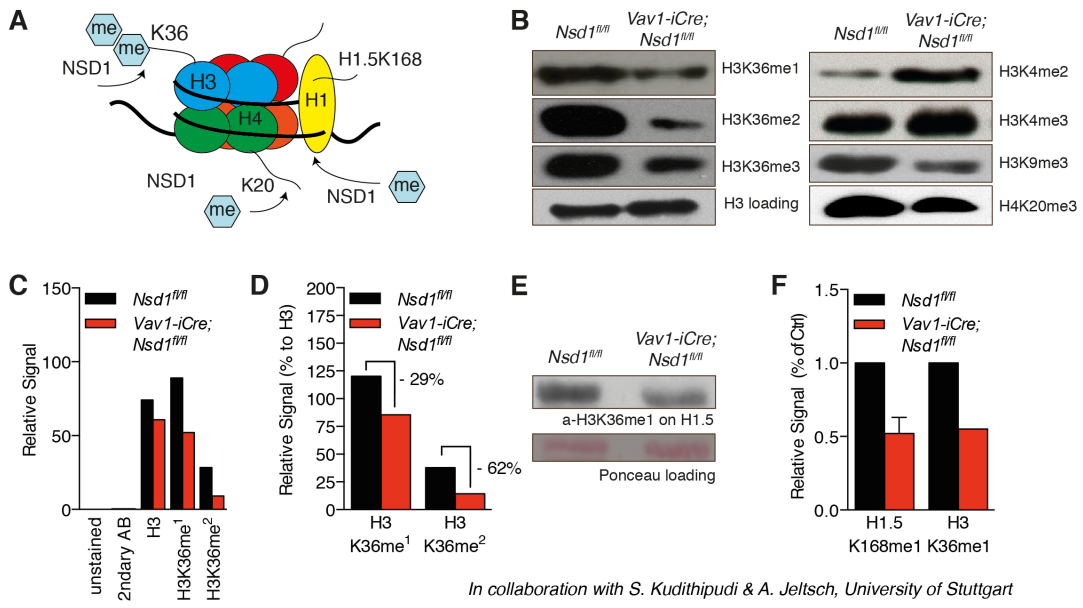 A
me
me
K36
NSD1
H3
H4
H1
H1.5K168
NSD1
K20
me
NSD1
me
B
Nsd1fl/fl
Vav1-iCre;
Nsd1fl/fl
H3K36me1
H3K36me2
H3K36me3
H3 loading
Nsd1fl/fl
Vav1-iCre;
Nsd1fl/fl
H3K4me2
H3K4me3
H3K9me3
H4K20me3
C
Relative Signal
150
100
50
0
Nsd1fl/fl
Vav1-iCre;
Nsd1fl/fl
unstained
2ndary AB
H3
H3K36me1
H3K36me2
D
Relative Signal (% to H3)
200
175
150
125
100
75
50
25
0
Nsd1fl/fl
Vav1-iCre;
Nsd1fl/fl
- 29%
- 62%
H3
K36me1
H3
K36me2
E
Nsd1fl/fl
Vav1-iCre;
Nsd1fl/fl
a-H3K36me1 on H1.5
Ponceau loading
F
Relative Signal (% of Ctrl)
1.5
1.0
0.5
0.0
Nsd1fl/fl
Vav1-iCre;
Nsd1fl/fl
H1.5
K168me1
H3
K36me1
In collaboration with S. Kudithipudi & A. Jeltsch, University of Stuttgart